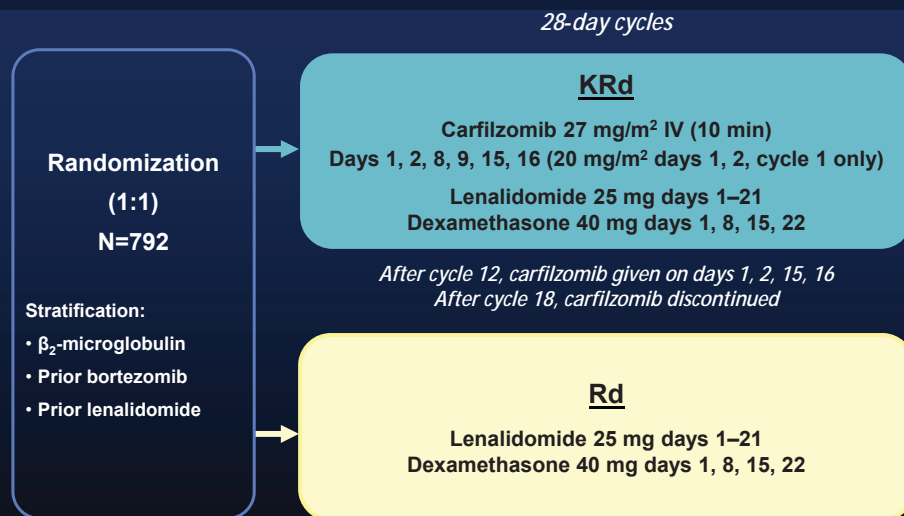 28-day cycles
Randomization
(1:1)
N=792
Stratification:
• β₂-microglobulin
• Prior bortezomib
• Prior lenalidomide
KRd
Carfilzomib 27 mg/m² IV (10 min)
Days 1, 2, 8, 9, 15, 16 (20 mg/m² days 1, 2, cycle 1 only)
Lenalidomide 25 mg days 1–21
Dexamethasone 40 mg days 1, 8, 15, 22
After cycle 12, carfilzomib given on days 1, 2, 15, 16
After cycle 18, carfilzomib discontinued
Rd
Lenalidomide 25 mg days 1–21
Dexamethasone 40 mg days 1, 8, 15, 22